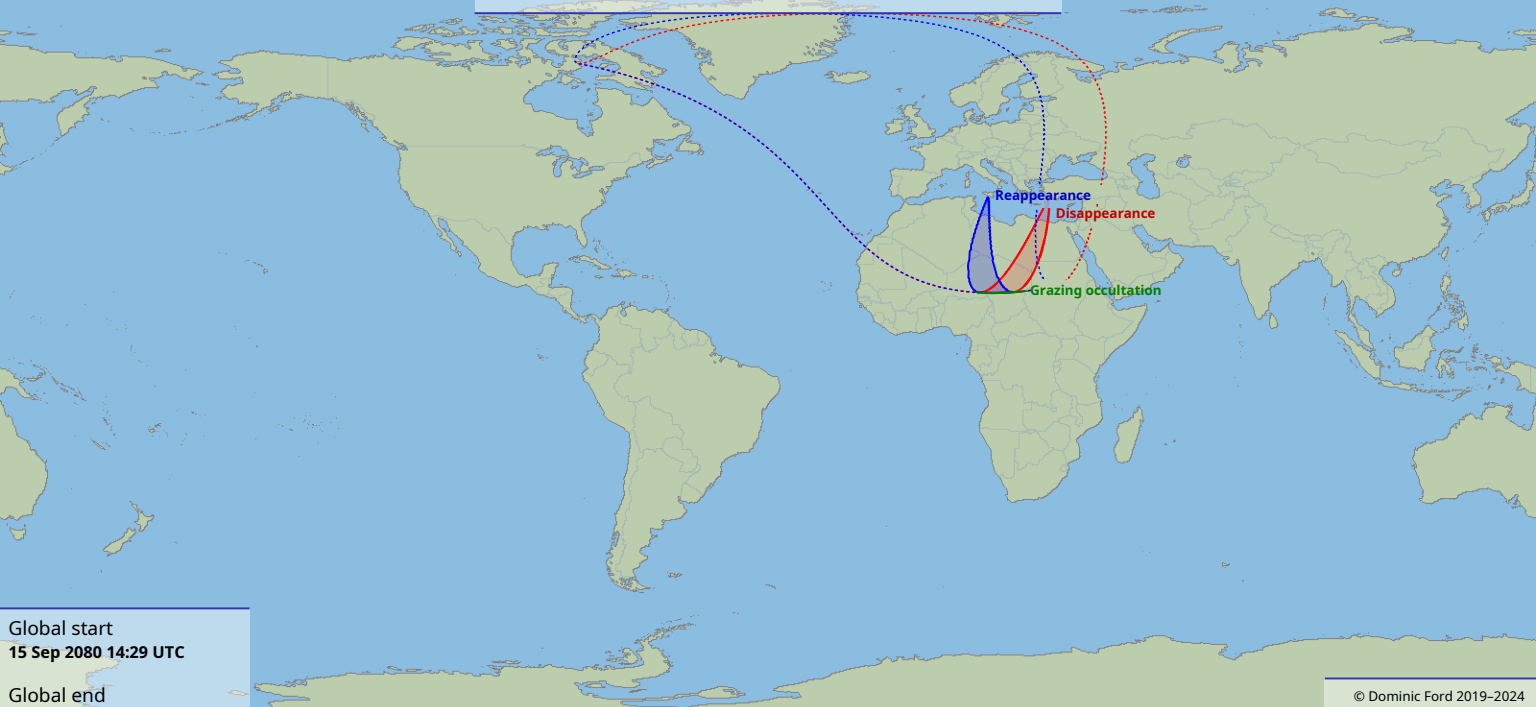 Reappearance
Disappearance
Grazing occultation
Global start
15 Sep 2080 14:29 UTC
Global end
© Dominic Ford 2019–2024